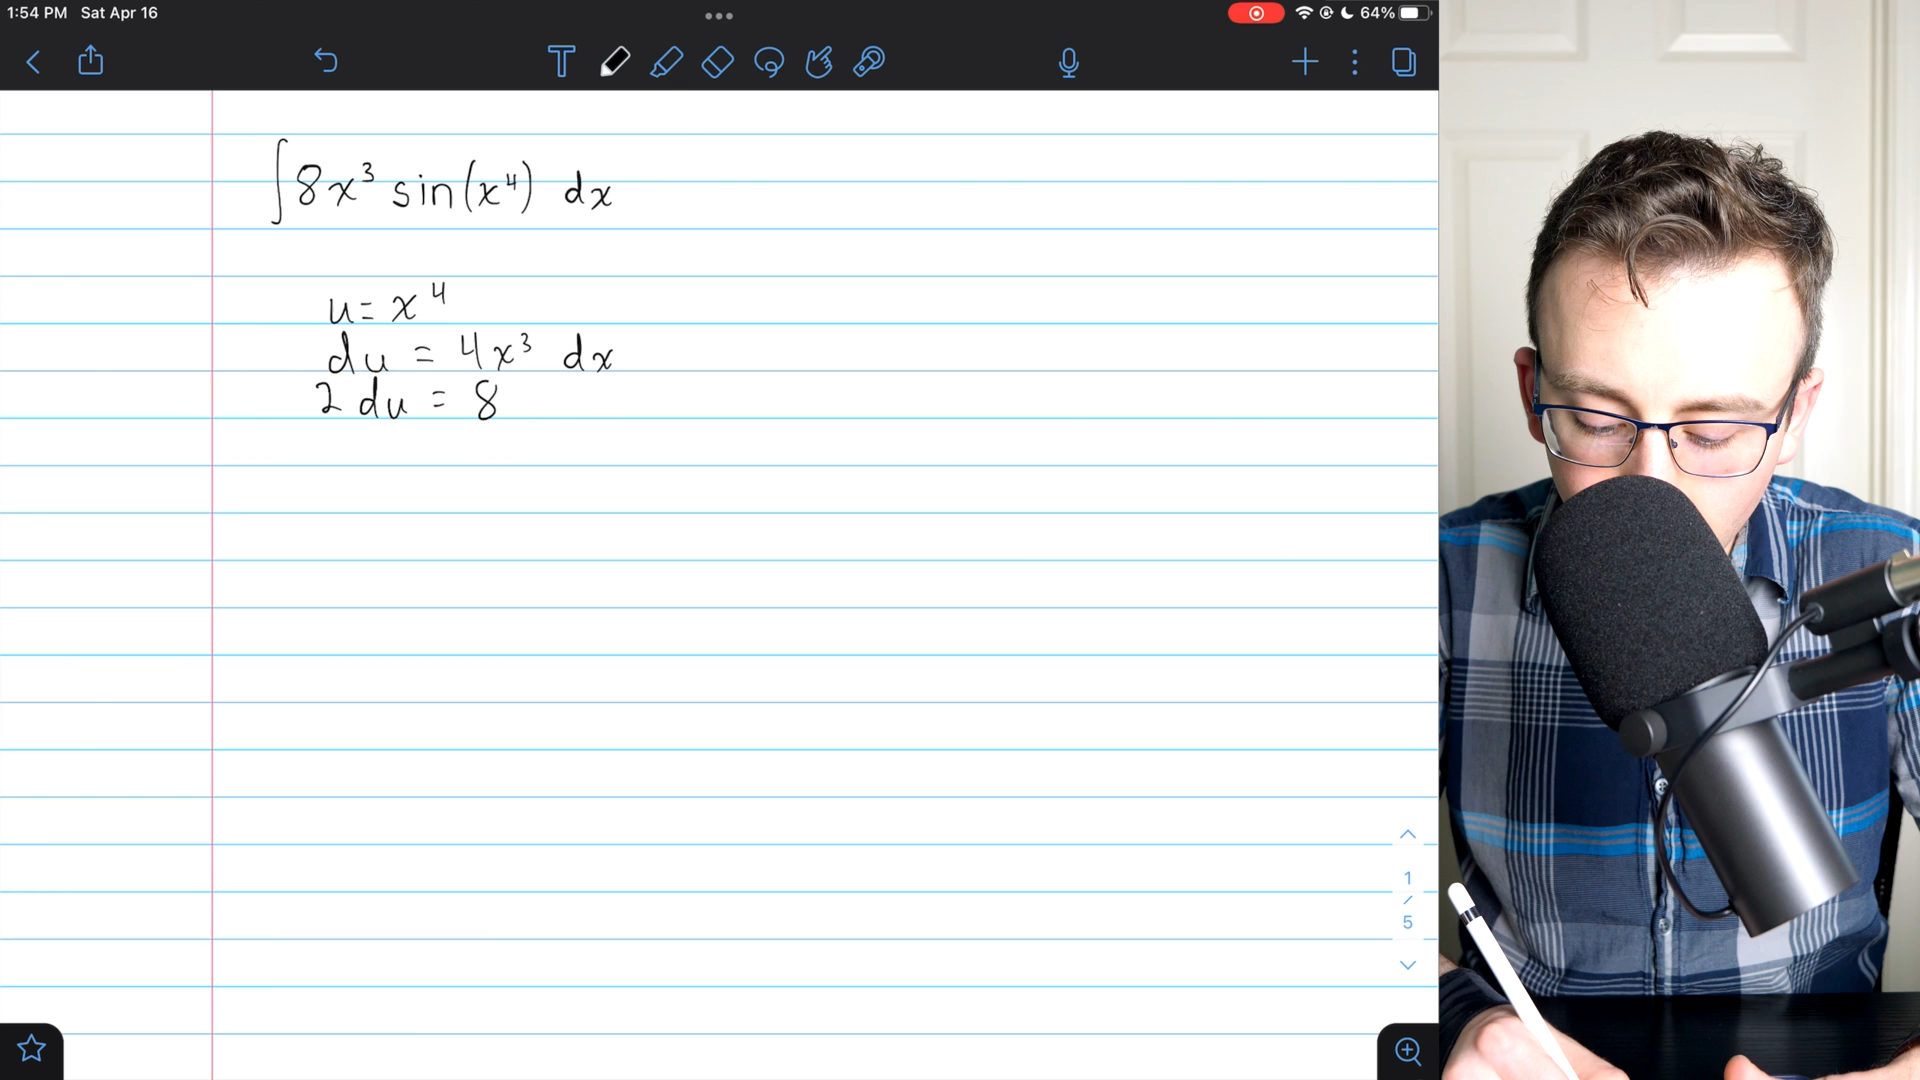 1:54 PM Sat Apr 16
64%
T
∫8x³ sin(x⁴) dx
u = x⁴
du = 4x³ dx
2 du = 8
1
/
5